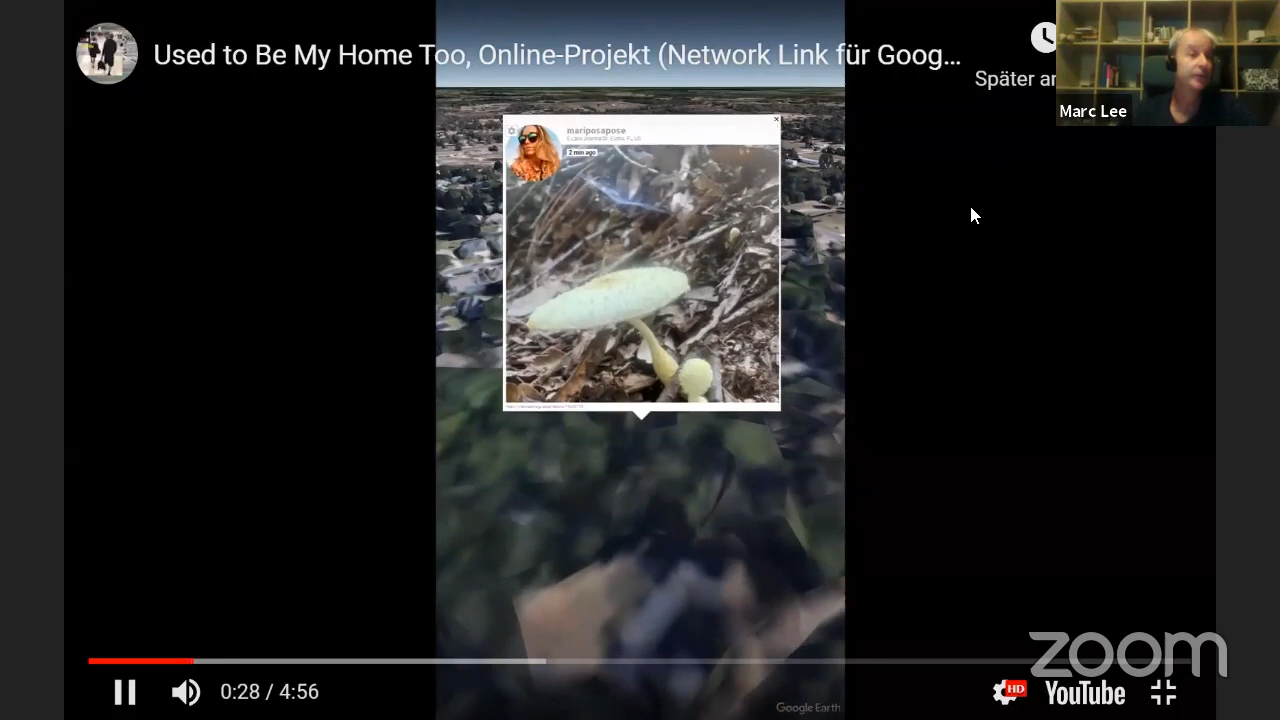 Used to Be My Home Too, Online-Projekt (Network Link für Goog…
Später an
Marc Lee
mariposapose
2 min ago
zoom
0:28 / 4:56
HD
YouTube
Google Earth